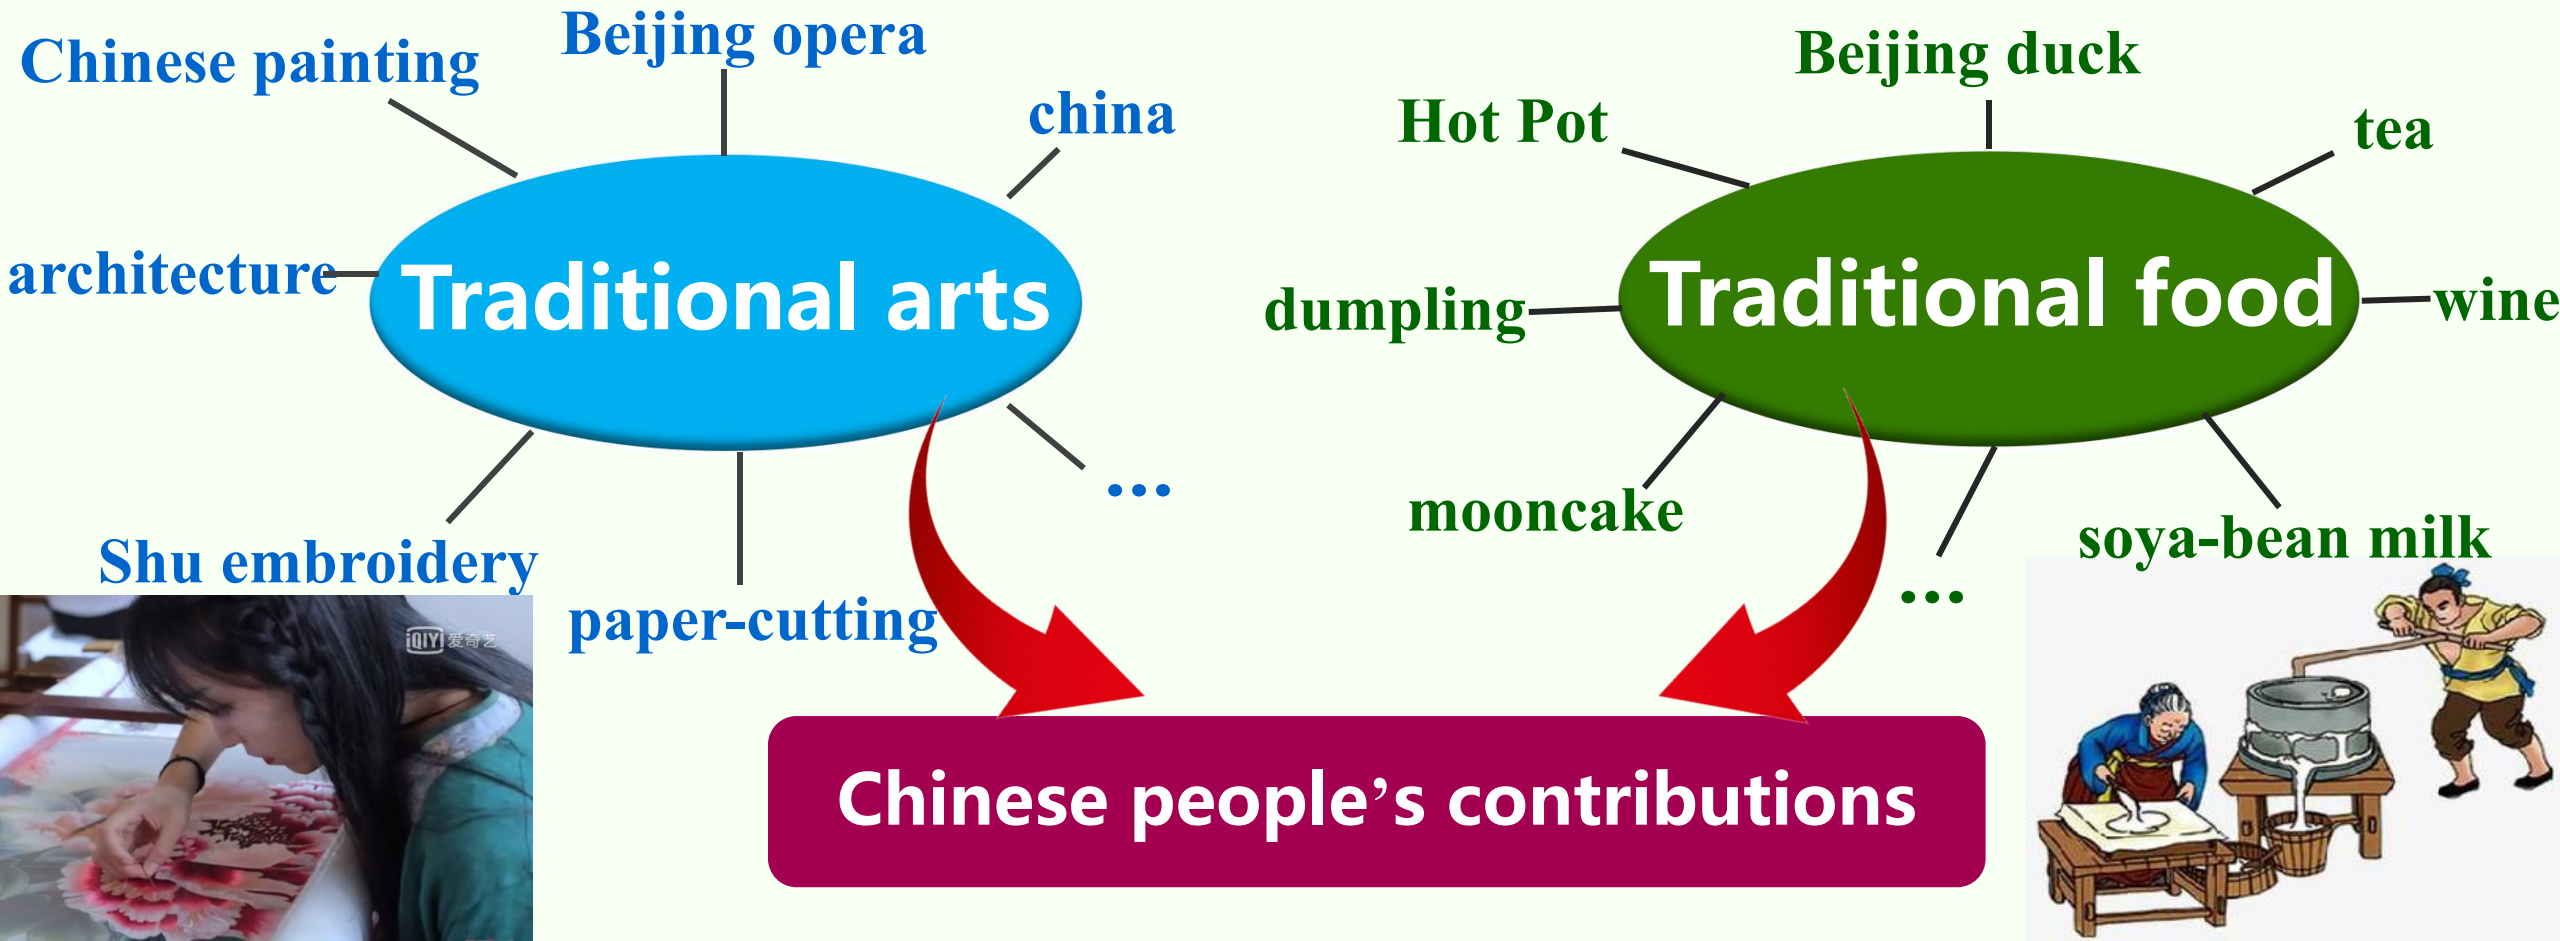 Chinese painting
Beijing opera
china
architecture
Traditional arts
...
Shu embroidery
paper-cutting
iQIYI 爱奇艺
Beijing duck
Hot Pot
tea
dumpling
Traditional food
wine
mooncake
...
soya-bean milk
Chinese people’s contributions